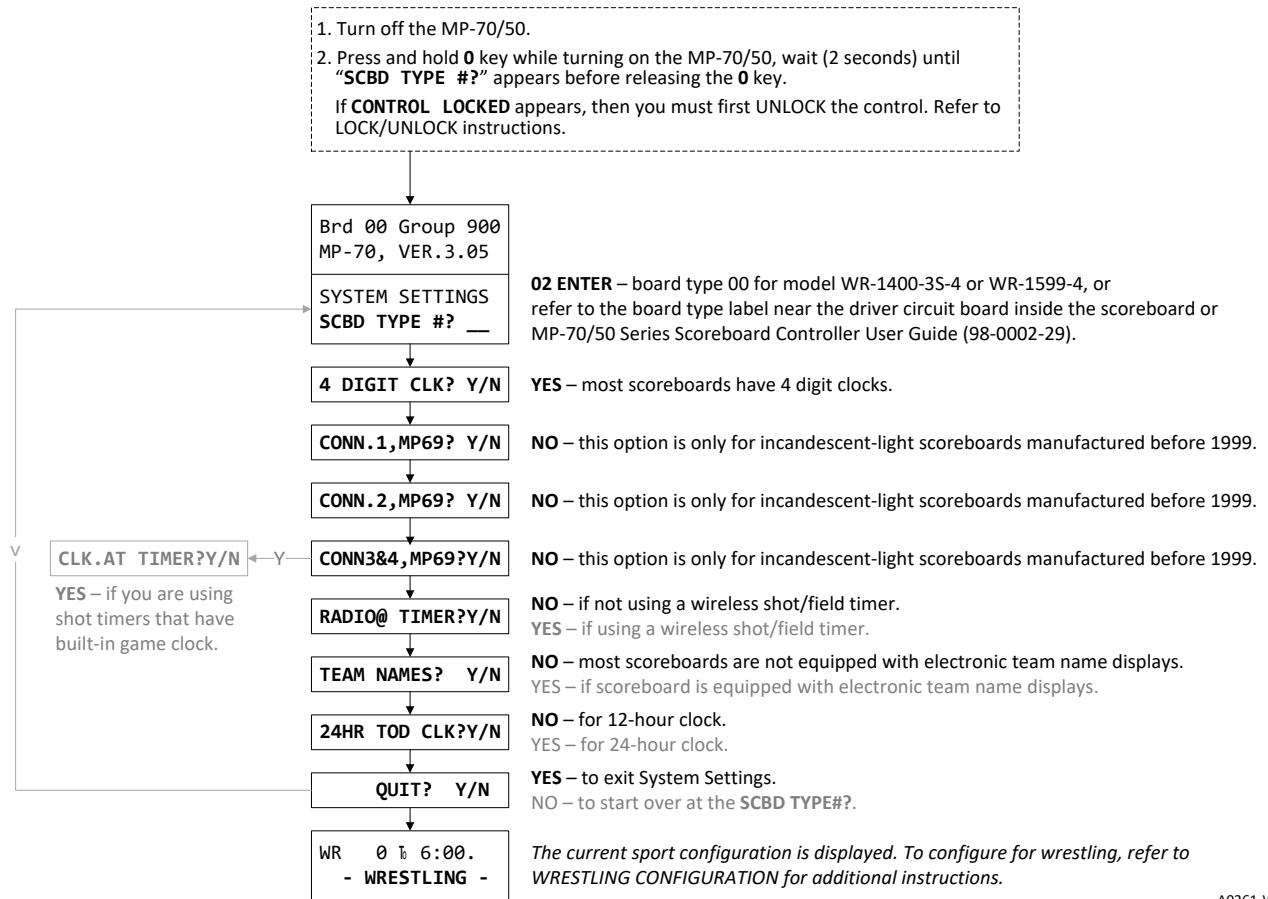 1. Turn off the MP-70/50.
2. Press and hold 0 key while turning on the MP-70/50, wait (2 seconds) until
“SCBD TYPE #?” appears before releasing the 0 key.
If CONTROL LOCKED appears, then you must first UNLOCK the control. Refer to
LOCK/UNLOCK instructions.
Brd 00 Group 900
MP-70, VER.3.05
SYSTEM SETTINGS
SCBD TYPE #? __
02 ENTER – board type 00 for model WR-1400-3S-4 or WR-1599-4, or
refer to the board type label near the driver circuit board inside the scoreboard or
MP-70/50 Series Scoreboard Controller User Guide (98-0002-29).
4 DIGIT CLK? Y/N
YES – most scoreboards have 4 digit clocks.
CONN.1,MP69? Y/N
NO – this option is only for incandescent-light scoreboards manufactured before 1999.
CONN.2,MP69? Y/N
NO – this option is only for incandescent-light scoreboards manufactured before 1999.
V
CLK.AT TIMER?Y/N
Y
CONN3&4,MP69?Y/N
NO – this option is only for incandescent-light scoreboards manufactured before 1999.
YES – if you are using
shot timers that have
built-in game clock.
RADIO@ TIMER?Y/N
NO – if not using a wireless shot/field timer.
YES – if using a wireless shot/field timer.
TEAM NAMES? Y/N
NO – most scoreboards are not equipped with electronic team name displays.
YES – if scoreboard is equipped with electronic team name displays.
24HR TOD CLK?Y/N
NO – for 12-hour clock.
YES – for 24-hour clock.
QUIT? Y/N
YES – to exit System Settings.
NO – to start over at the SCBD TYPE#?.
WR 0 6:00.
- WRESTLING -
The current sport configuration is displayed. To configure for wrestling, refer to
WRESTLING CONFIGURATION for additional instructions.